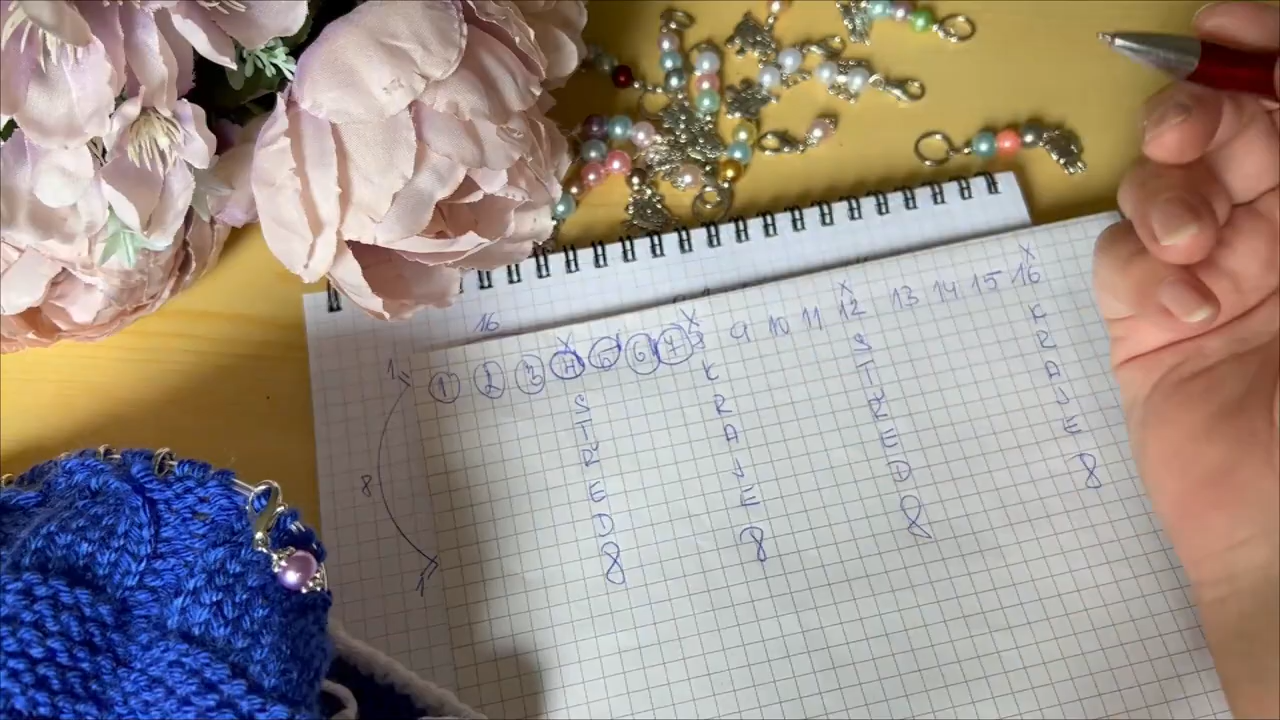 16
X X X X
1 2 3 4 5 6 7 8 9 10 11 12 13 14 15 16
1
8
STRED 8
KRAJE 8
STRED 8
KRAJE 8